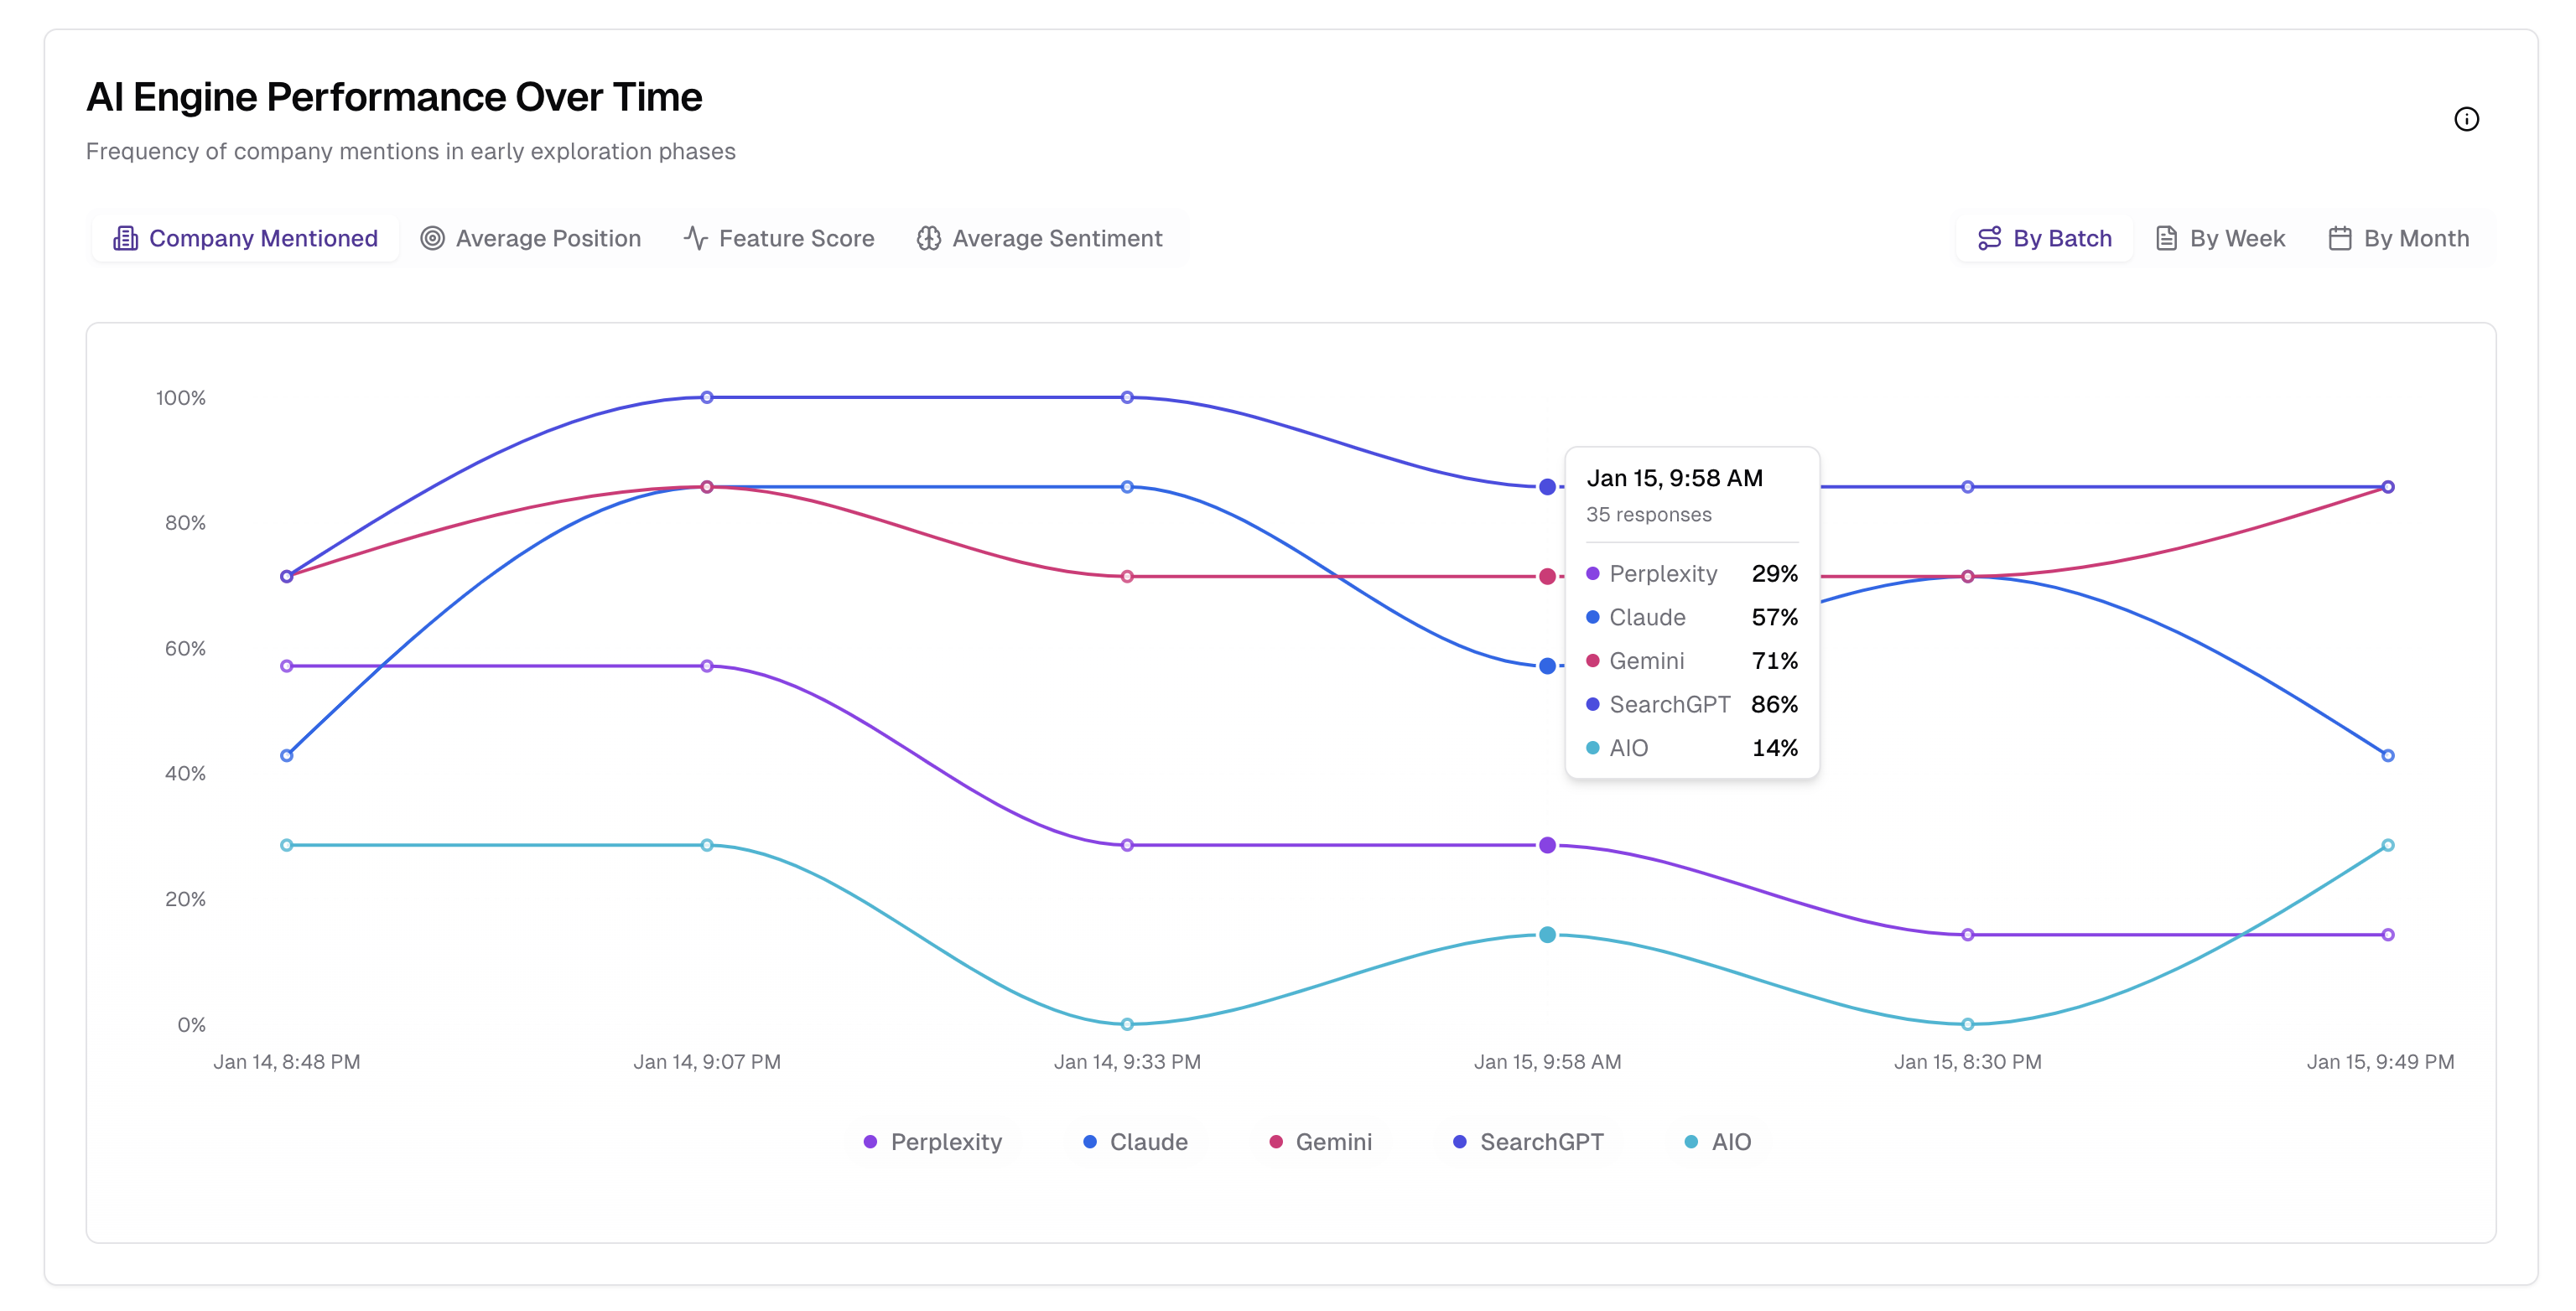 AI Engine Performance Over Time
Frequency of company mentions in early exploration phases
Company Mentioned Average Position Feature Score Average Sentiment By Batch By Week By Month
100%
80%
60%
40%
20%
0%
Jan 15, 9:58 AM
35 responses
Perplexity 29%
Claude 57%
Gemini 71%
SearchGPT 86%
AIO 14%
Jan 14, 8:48 PM Jan 14, 9:07 PM Jan 14, 9:33 PM Jan 15, 9:58 AM Jan 15, 8:30 PM Jan 15, 9:49 PM
Perplexity Claude Gemini SearchGPT AIO